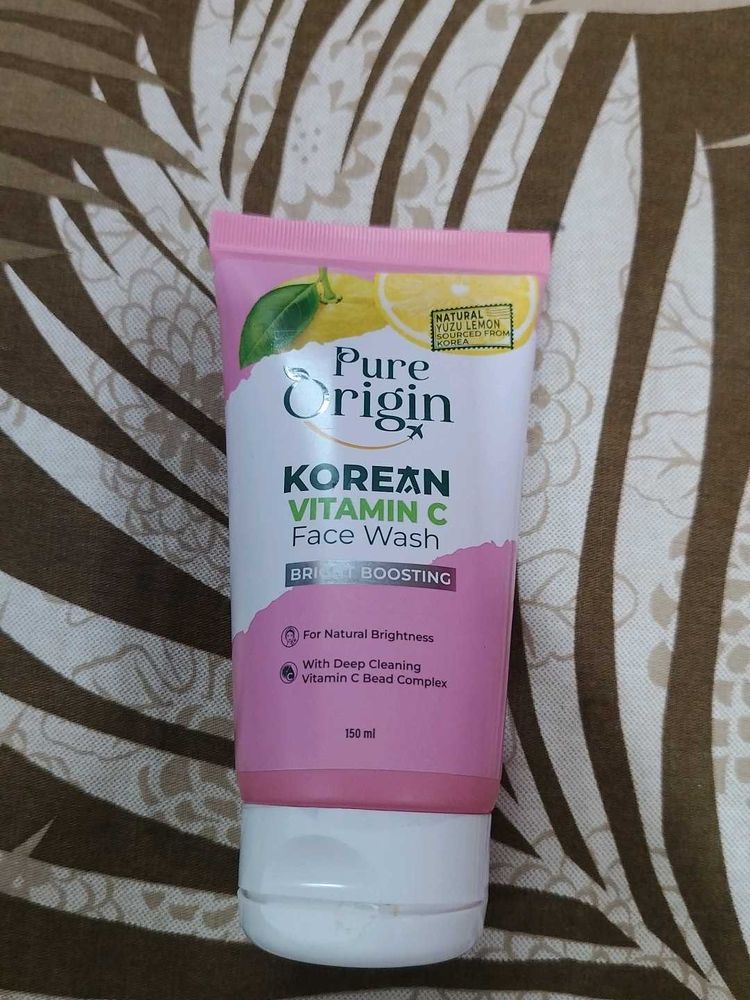 NATURAL
YUZU LEMON
SOURCED FROM
KOREA
Pure
Origin
KOREAN
VITAMIN C
Face Wash
BRIGHT BOOSTING
For Natural Brightness
With Deep Cleaning
Vitamin C Bead Complex
C
150 ml